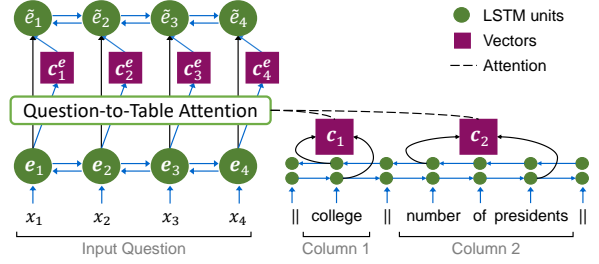 ẽ₁ ẽ₂ ẽ₃ ẽ₄
LSTM units
Vectors
Attention
c₁ᵉ c₂ᵉ c₃ᵉ c₄ᵉ
Question-to-Table Attention
c₁ c₂
e₁ e₂ e₃ e₄
x₁ x₂ x₃ x₄
|| college || number of presidents ||
Input Question Column 1 Column 2